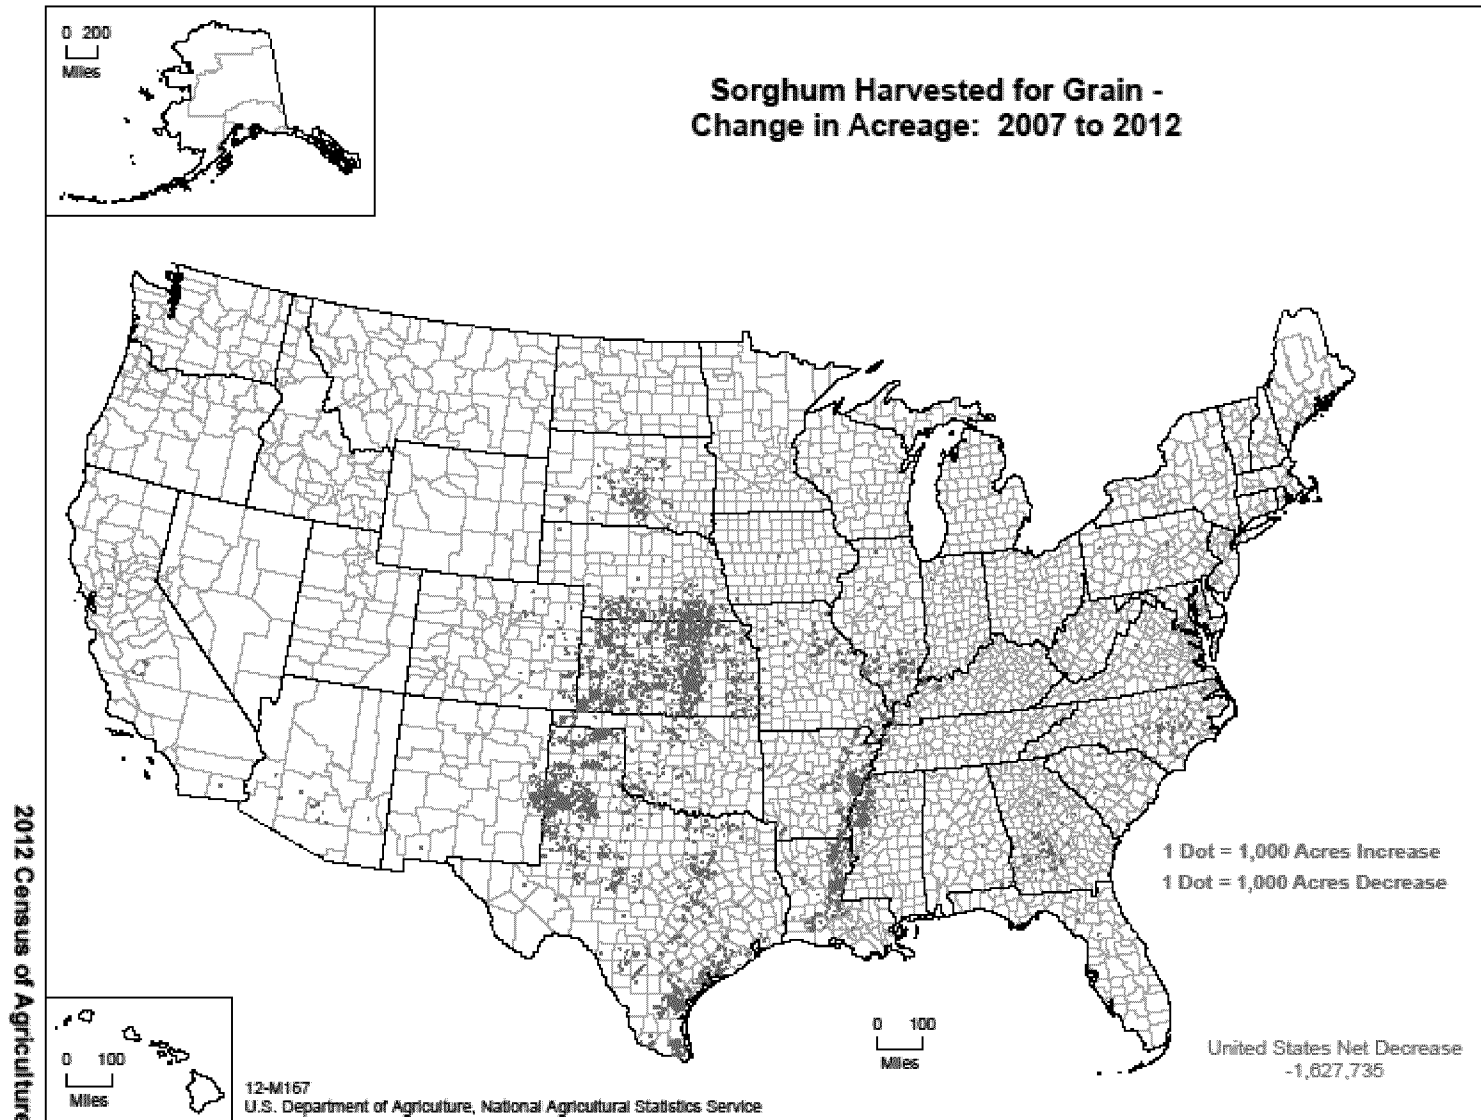 0 200
Miles
Sorghum Harvested for Grain -
Change in Acreage: 2007 to 2012
1 Dot = 1,000 Acres Increase
1 Dot = 1,000 Acres Decrease
2012 Census of Agriculture
0 100
Miles
0 100
Miles
United States Net Decrease
-1,627,735
12-M167
U.S. Department of Agriculture, National Agricultural Statistics Service